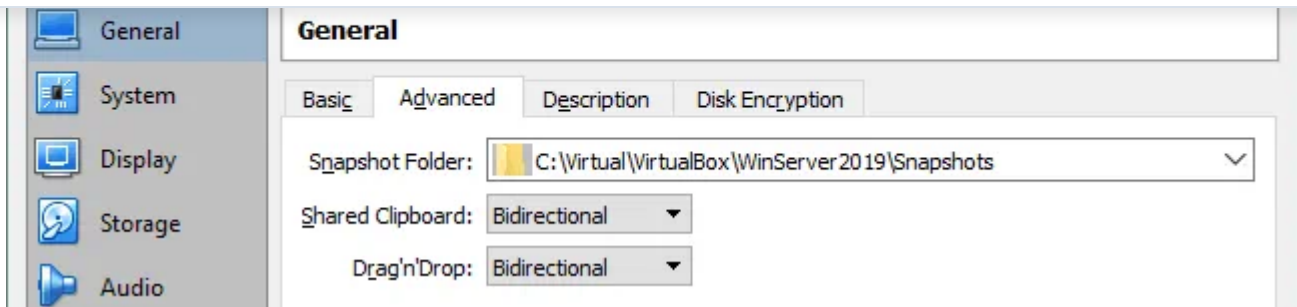 General
General
System
Basic Advanced Description Disk Encryption
Display
Snapshot Folder: C:\Virtual\VirtualBox\WinServer2019\Snapshots
Storage
Shared Clipboard: Bidirectional
Drag'n'Drop: Bidirectional
Audio